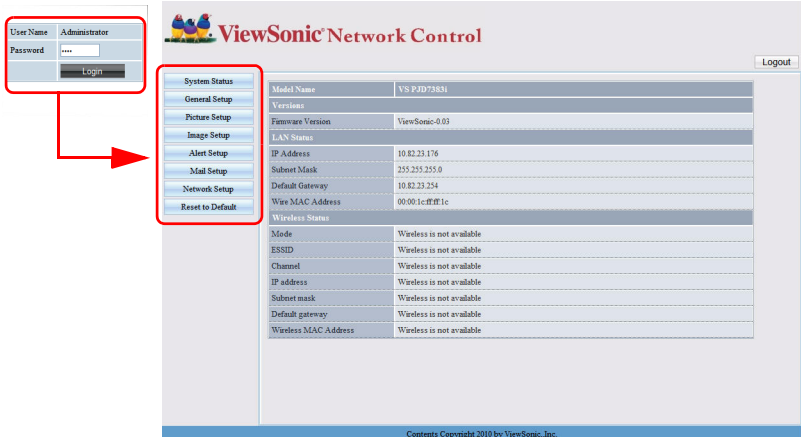 User Name Administrator
Password ••••
Login
ViewSonic® Network Control
Logout
System Status
General Setup
Picture Setup
Image Setup
Alert Setup
Mail Setup
Network Setup
Reset to Default
Model Name VS PJD7383i
Versions
Firmware Version ViewSonic-0.03
LAN Status
IP Address 10.82.23.176
Subnet Mask 255.255.255.0
Default Gateway 10.82.23.254
Wire MAC Address 00:00:1c:ff:ff:1c
Wireless Status
Mode Wireless is not available
ESSID Wireless is not available
Channel Wireless is not available
IP address Wireless is not available
Subnet mask Wireless is not available
Default gateway Wireless is not available
Wireless MAC Address Wireless is not available
Contents Copyright 2010 by ViewSonic.,Inc.